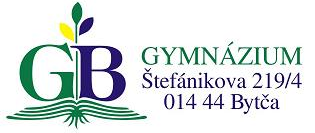 GB
GYMNÁZIUM
Štefánikova 219/4
014 44 Bytča